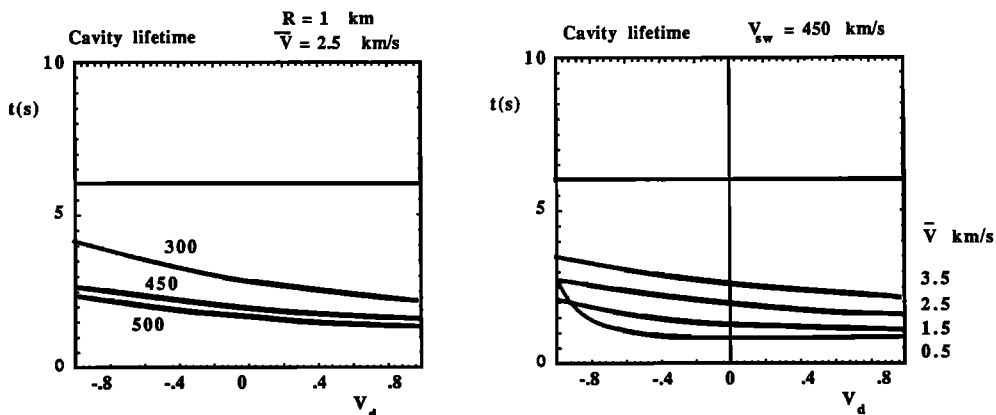 Cavity lifetime
R = 1 km
V̅ = 2.5 km/s
10
t(s)
5
0
300
450
500
-.8 -.4 0 .4 .8
V_d
Cavity lifetime
V_sw = 450 km/s
10
t(s)
5
0
V̅ km/s
3.5
2.5
1.5
0.5
-.8 -.4 0 .4 .8
V_d